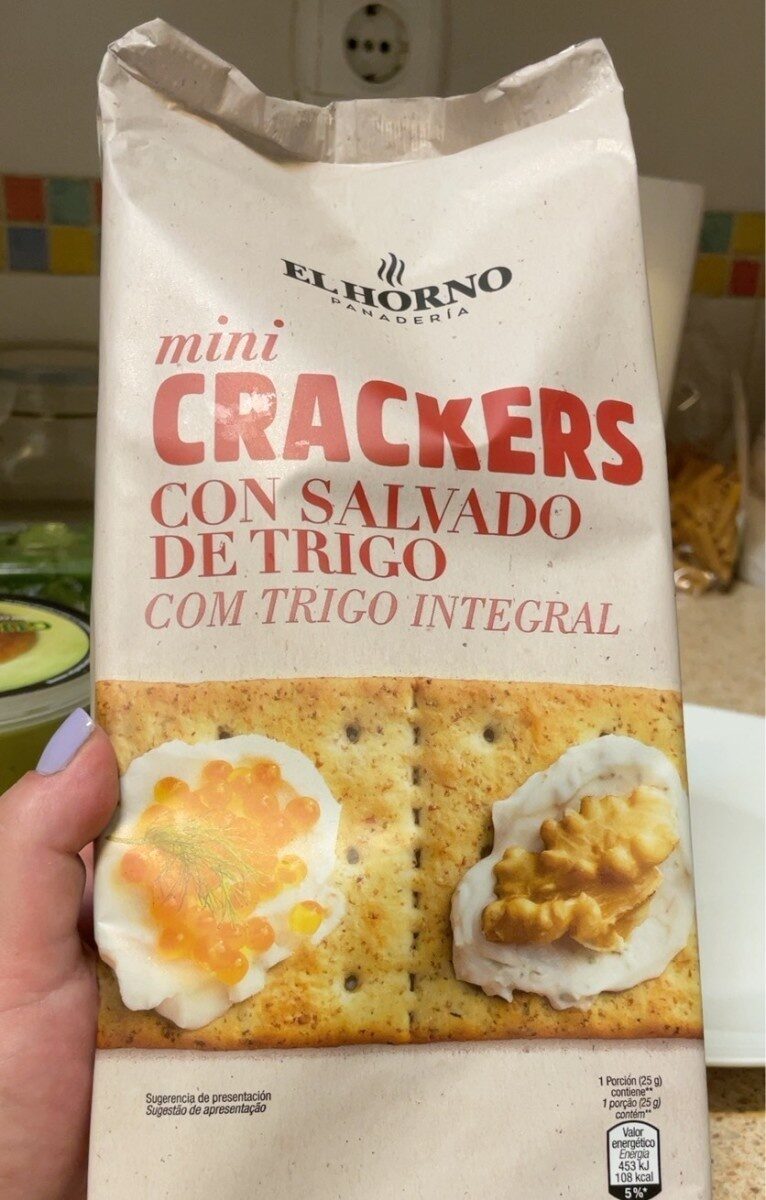 EL HORNO
PANADERÍA
mini
CRACKERS
CON SALVADO
DE TRIGO
COM TRIGO INTEGRAL
Sugerencia de presentación
Sugestão de apresentação
1 Porción (25 g)
contiene**
1 porção (25 g)
contém**
Valor
energético
Energia
453 kJ
108 kcal
5%*